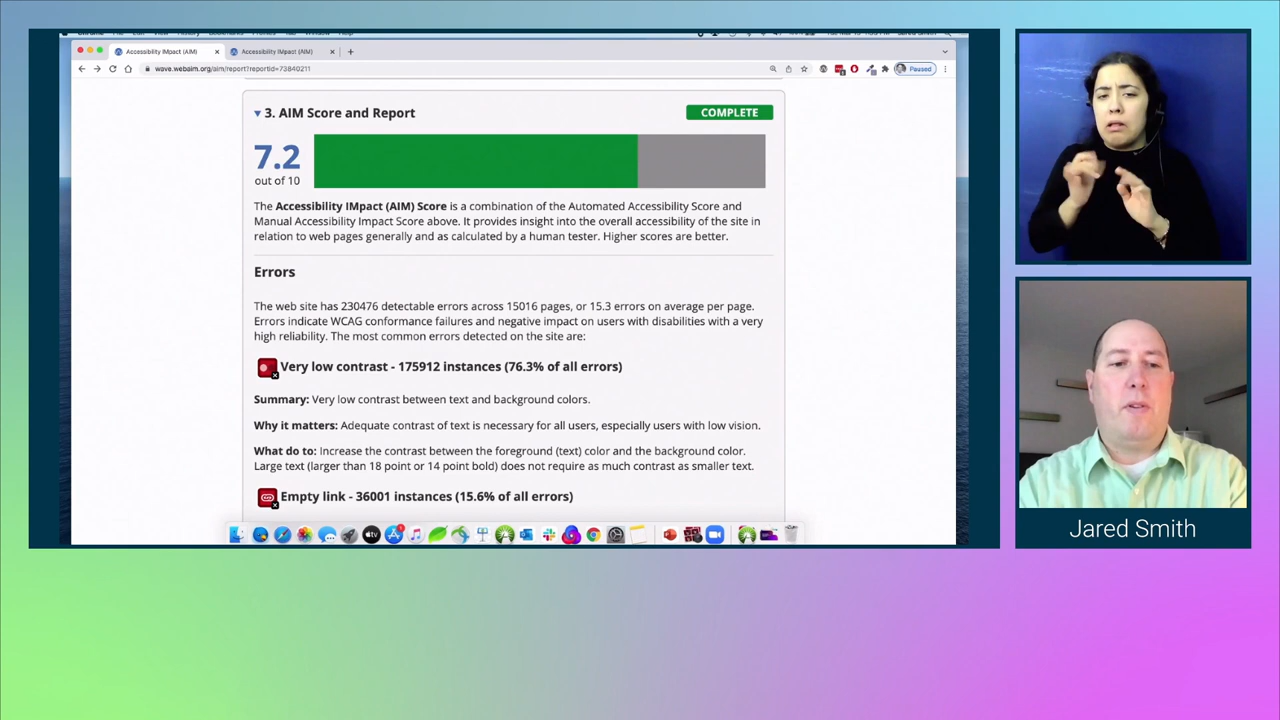 Accessibility IMpact (AIM)
Accessibility IMpact (AIM)
wave.webaim.org/aim/report?reportid=73840211
Paused
3. AIM Score and Report
COMPLETE
7.2
out of 10
The Accessibility IMpact (AIM) Score is a combination of the Automated Accessibility Score and
Manual Accessibility Impact Score above. It provides insight into the overall accessibility of the site in
relation to web pages generally and as calculated by a human tester. Higher scores are better.
Errors
The web site has 230476 detectable errors across 15016 pages, or 15.3 errors on average per page.
Errors indicate WCAG conformance failures and negative impact on users with disabilities with a very
high reliability. The most common errors detected on the site are:
Very low contrast - 175912 instances (76.3% of all errors)
Summary: Very low contrast between text and background colors.
Why it matters: Adequate contrast of text is necessary for all users, especially users with low vision.
What do to: Increase the contrast between the foreground (text) color and the background color.
Large text (larger than 18 point or 14 point bold) does not require as much contrast as smaller text.
Empty link - 36001 instances (15.6% of all errors)
tv
Jared Smith